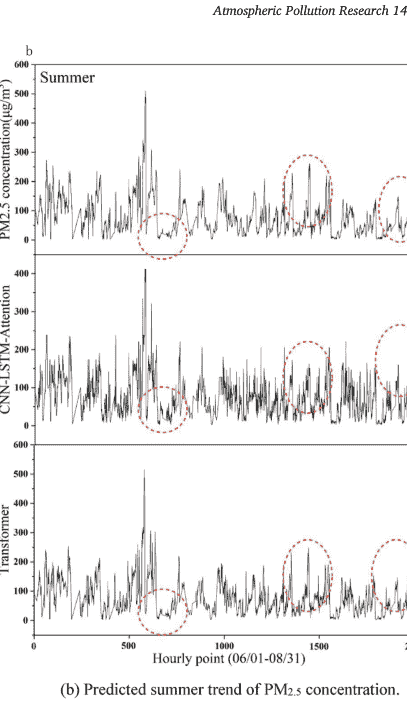 Atmospheric Pollution Research 14
b
Summer
PM2.5 concentration(μg/m³)
600
500
400
300
200
100
0
CNN-LSTM-Attention
400
300
200
100
0
Transformer
600
500
400
300
200
100
0
0 500 1000 1500
Hourly point (06/01-08/31)
(b) Predicted summer trend of PM2.5 concentration.